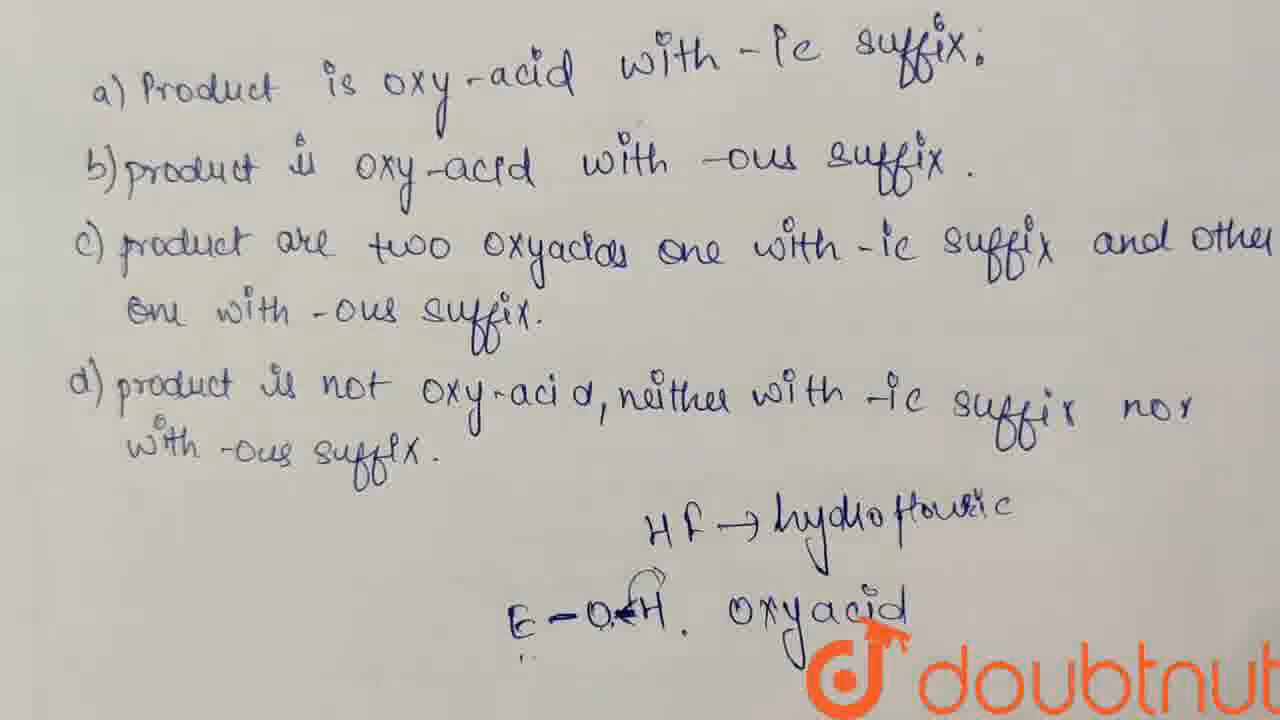 a) Product is oxy-acid with -ic suffix.
b) product is oxy-acid with -ous suffix.
c) product are two oxyacids one with -ic suffix and other
one with -ous suffix.
d) product is not oxy-acid, neither with -ic suffix nor
with -ous suffix.
HF → hydroflouric
E - O - H. oxyacid
doubtnut